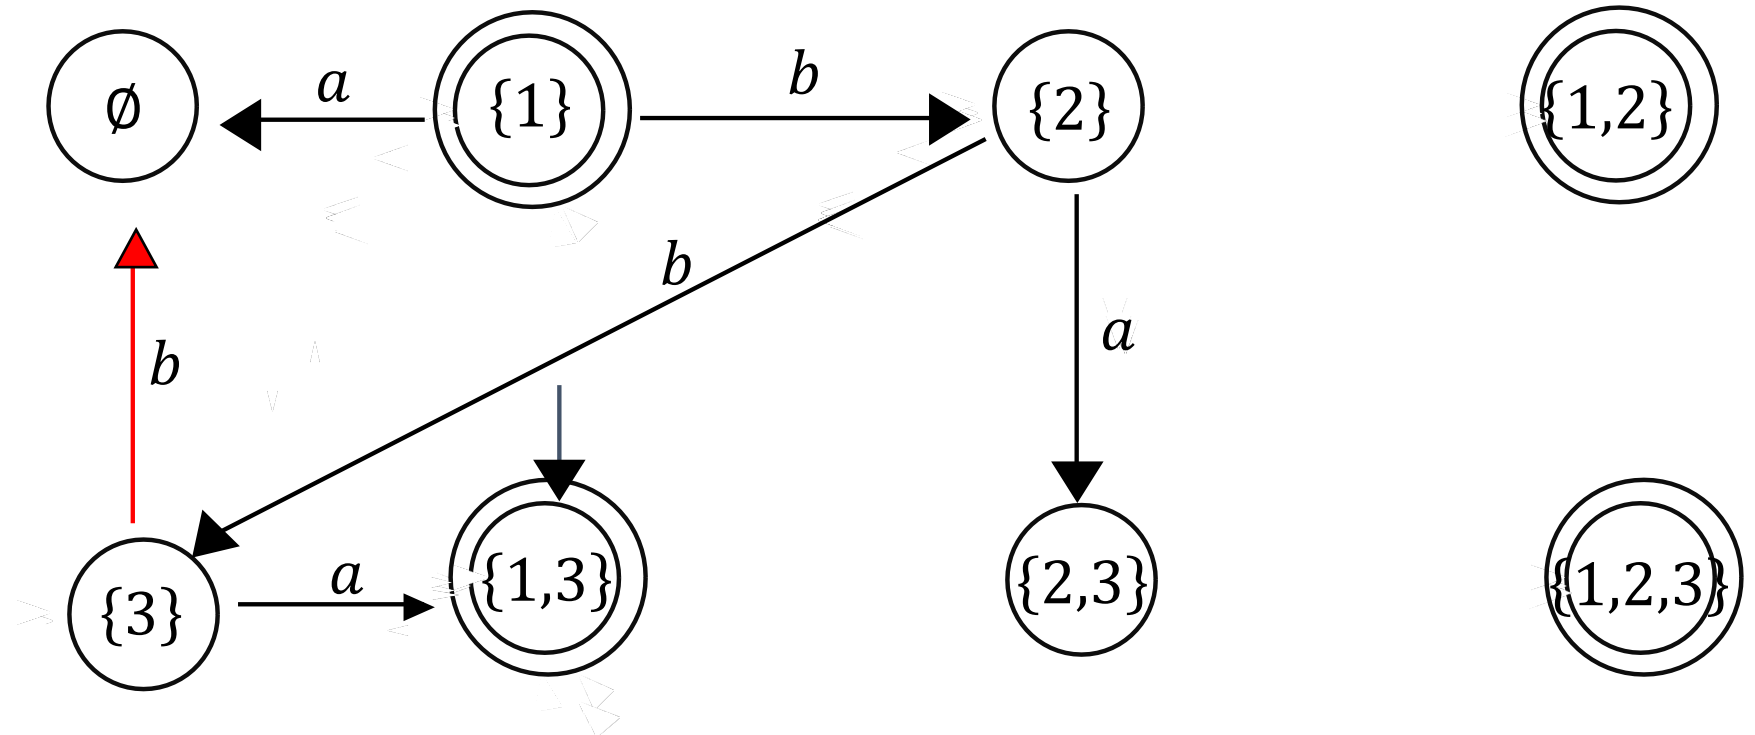 ∅ a {1} b {2} {1,2}
b
b a
{3} a {1,3} {2,3} {1,2,3}